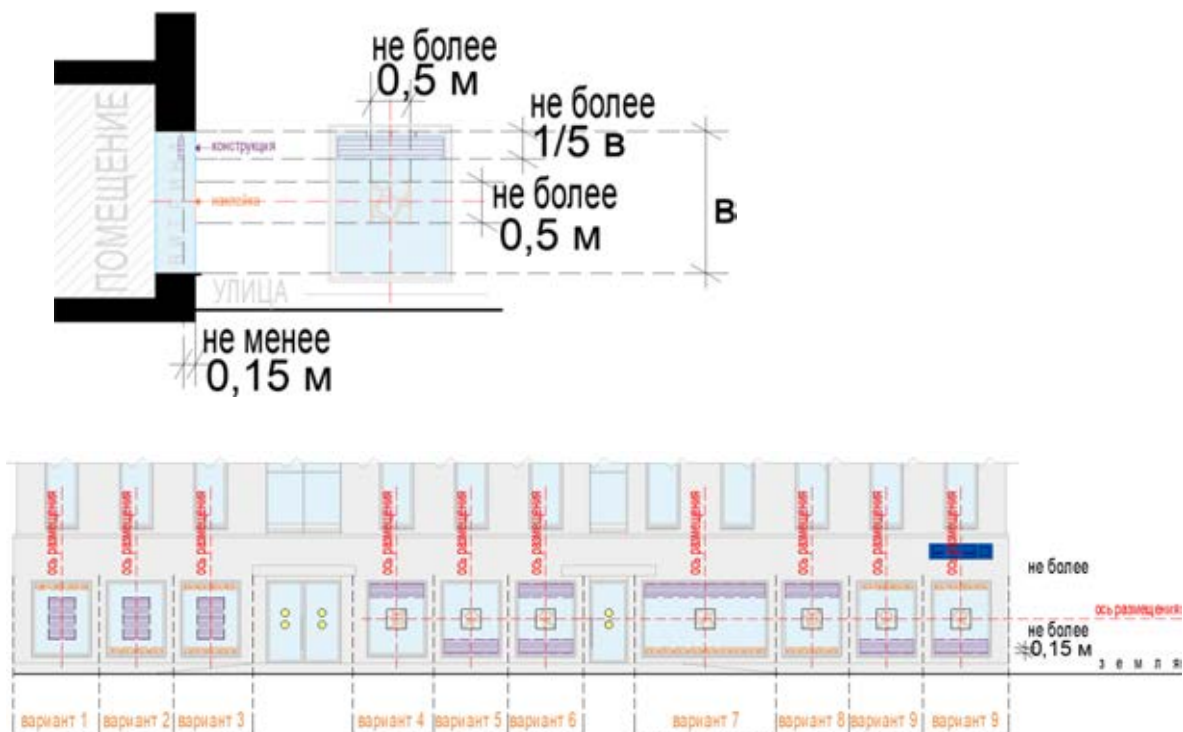 не более
0,5 м
не более
1/5 в
ПОМЕЩЕНИЕ
ВИТРИНА
конструкция
наклейка
не более
0,5 м
В
УЛИЦА
не менее
0,15 м
ось размещения
ось размещения
ось размещения
ось размещения
ось размещения
ось размещения
ось размещения
ось размещения
ось размещения
ось размещения
не более
ось размещения
не более
0,15 м
земля
вариант 1
вариант 2
вариант 3
вариант 4
вариант 5
вариант 6
вариант 7
вариант 8
вариант 9
вариант 9